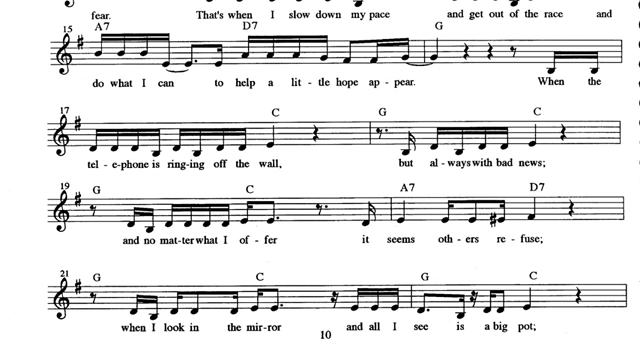 fear. That's when I slow down my pace and get out of the race and
15 A7 D7 G
do what I can to help a lit - tle hope ap - pear. When the
17 C G C
tel - e-phone is ring-ing off the wall, but al-ways with bad news;
19 G C A7 D7
and no mat-ter what I of - fer it seems oth - ers re - fuse;
21 G C G C
when I look in the mir-ror and all I see is a big pot;
10